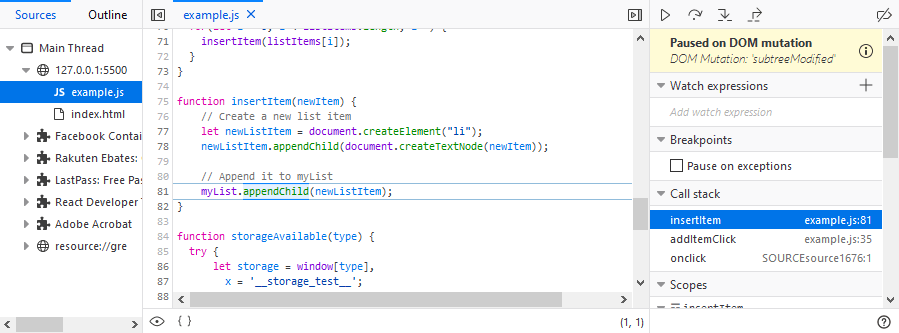 Sources Outline
Main Thread
127.0.0.1:5500
JS example.js
index.html
Facebook Contai
Rakuten Ebates:
LastPass: Free Pas
React Developer T
Adobe Acrobat
resource://gre
example.js
71 insertItem(listItems[i]);
72 }
73 }
74
75 function insertItem(newItem) {
76 // Create a new list item
77 let newListItem = document.createElement("li");
78 newListItem.appendChild(document.createTextNode(newItem));
79
80 // Append it to myList
81 myList.appendChild(newListItem);
82 }
83
84 function storageAvailable(type) {
85 try {
86 let storage = window[type],
87 x = '__storage_test__';
88
{ } (1, 1)
Paused on DOM mutation
DOM Mutation: 'subtreeModified'
Watch expressions
Add watch expression
Breakpoints
Pause on exceptions
Call stack
insertItem example.js:81
addItemClick example.js:35
onclick SOURCEsource1676:1
Scopes
insertItem